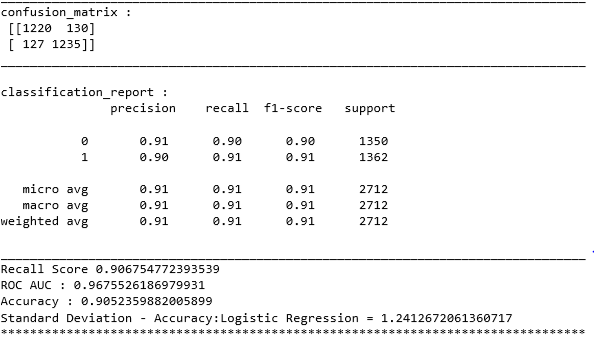 confusion_matrix :
[[1220 130]
[ 127 1235]]
classification_report :
precision recall f1-score support
0 0.91 0.90 0.90 1350
1 0.90 0.91 0.91 1362
micro avg 0.91 0.91 0.91 2712
macro avg 0.91 0.91 0.91 2712
weighted avg 0.91 0.91 0.91 2712
Recall Score 0.906754772393539
ROC AUC : 0.9675526186979931
Accuracy : 0.9052359882005899
Standard Deviation - Accuracy:Logistic Regression = 1.2412672061360717
********************************************************************************